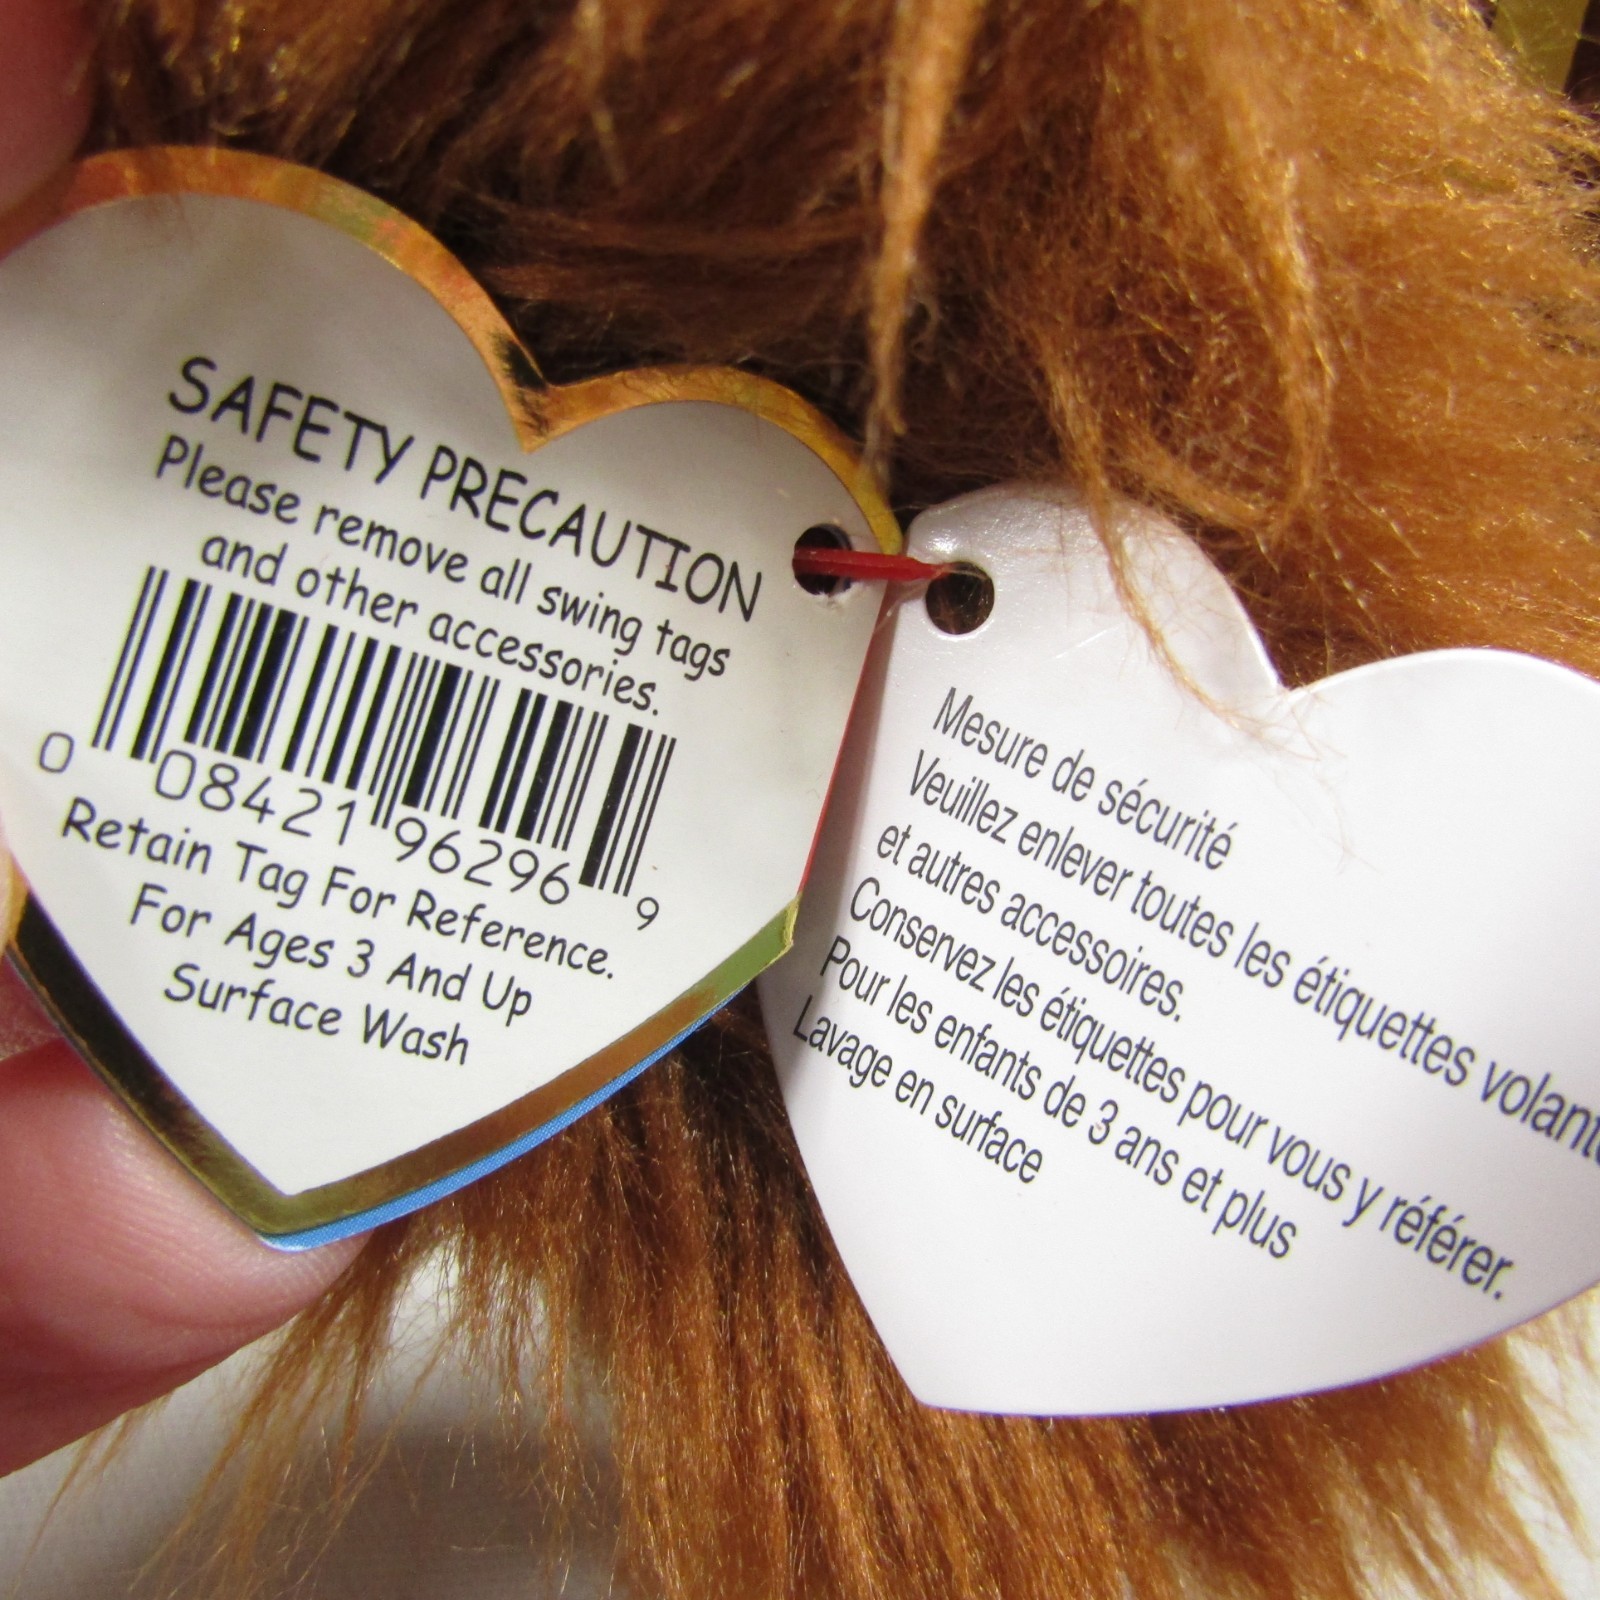 SAFETY PRECAUTION
Please remove all swing tags
and other accessories.
0 08421 96296 9
Retain Tag For Reference.
For Ages 3 And Up
Surface Wash
Mesure de sécurité
Veuillez enlever toutes les étiquettes
et autres accessoires.
Conservez les étiquettes pour vous y référer.
Pour les enfants de 3 ans et plus
Lavage en surface